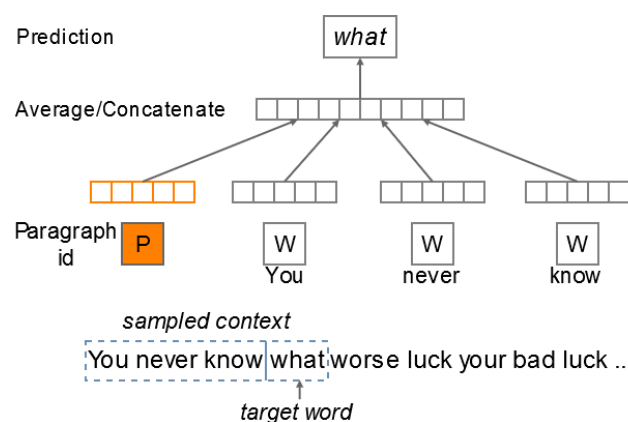 Prediction
what
Average/Concatenate
Paragraph id
P
W
W
W
You
never
know
sampled context
You never know what worse luck your bad luck ...
target word